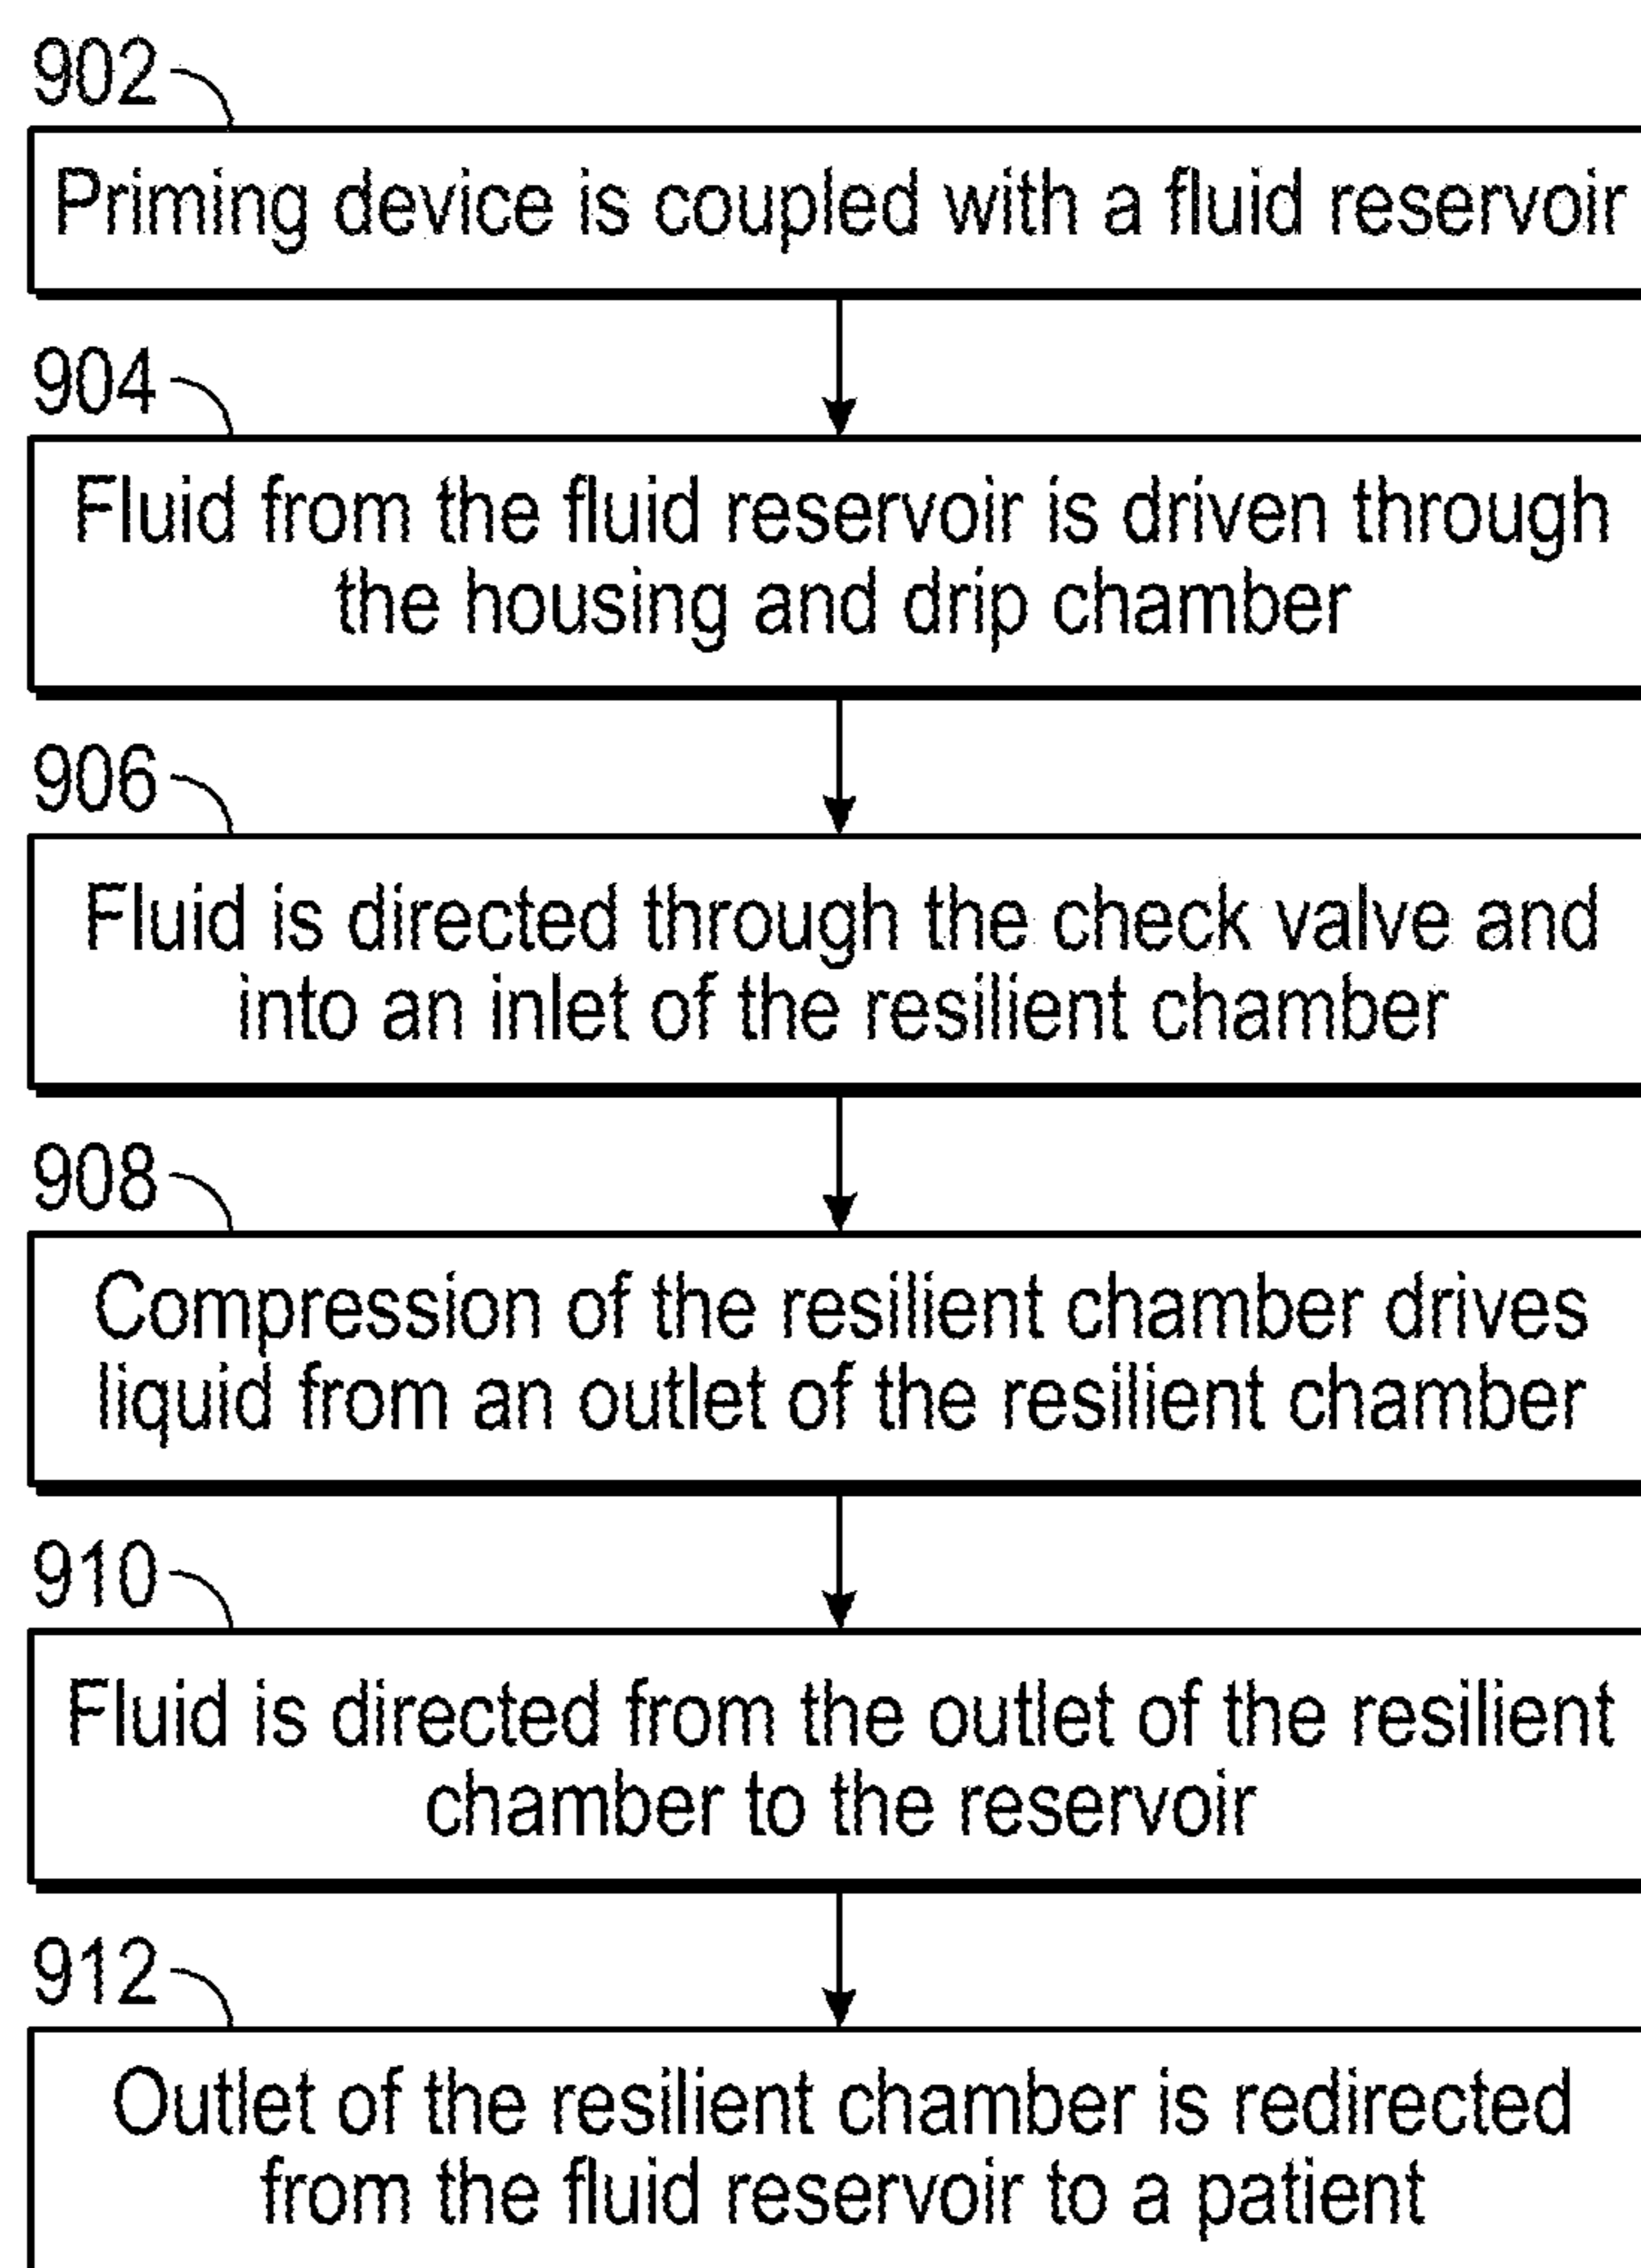 902
Priming device is coupled with a fluid reservoir
904
Fluid from the fluid reservoir is driven through
the housing and drip chamber
906
Fluid is directed through the check valve and
into an inlet of the resilient chamber
908
Compression of the resilient chamber drives
liquid from an outlet of the resilient chamber
910
Fluid is directed from the outlet of the resilient
chamber to the reservoir
912
Outlet of the resilient chamber is redirected
from the fluid reservoir to a patient